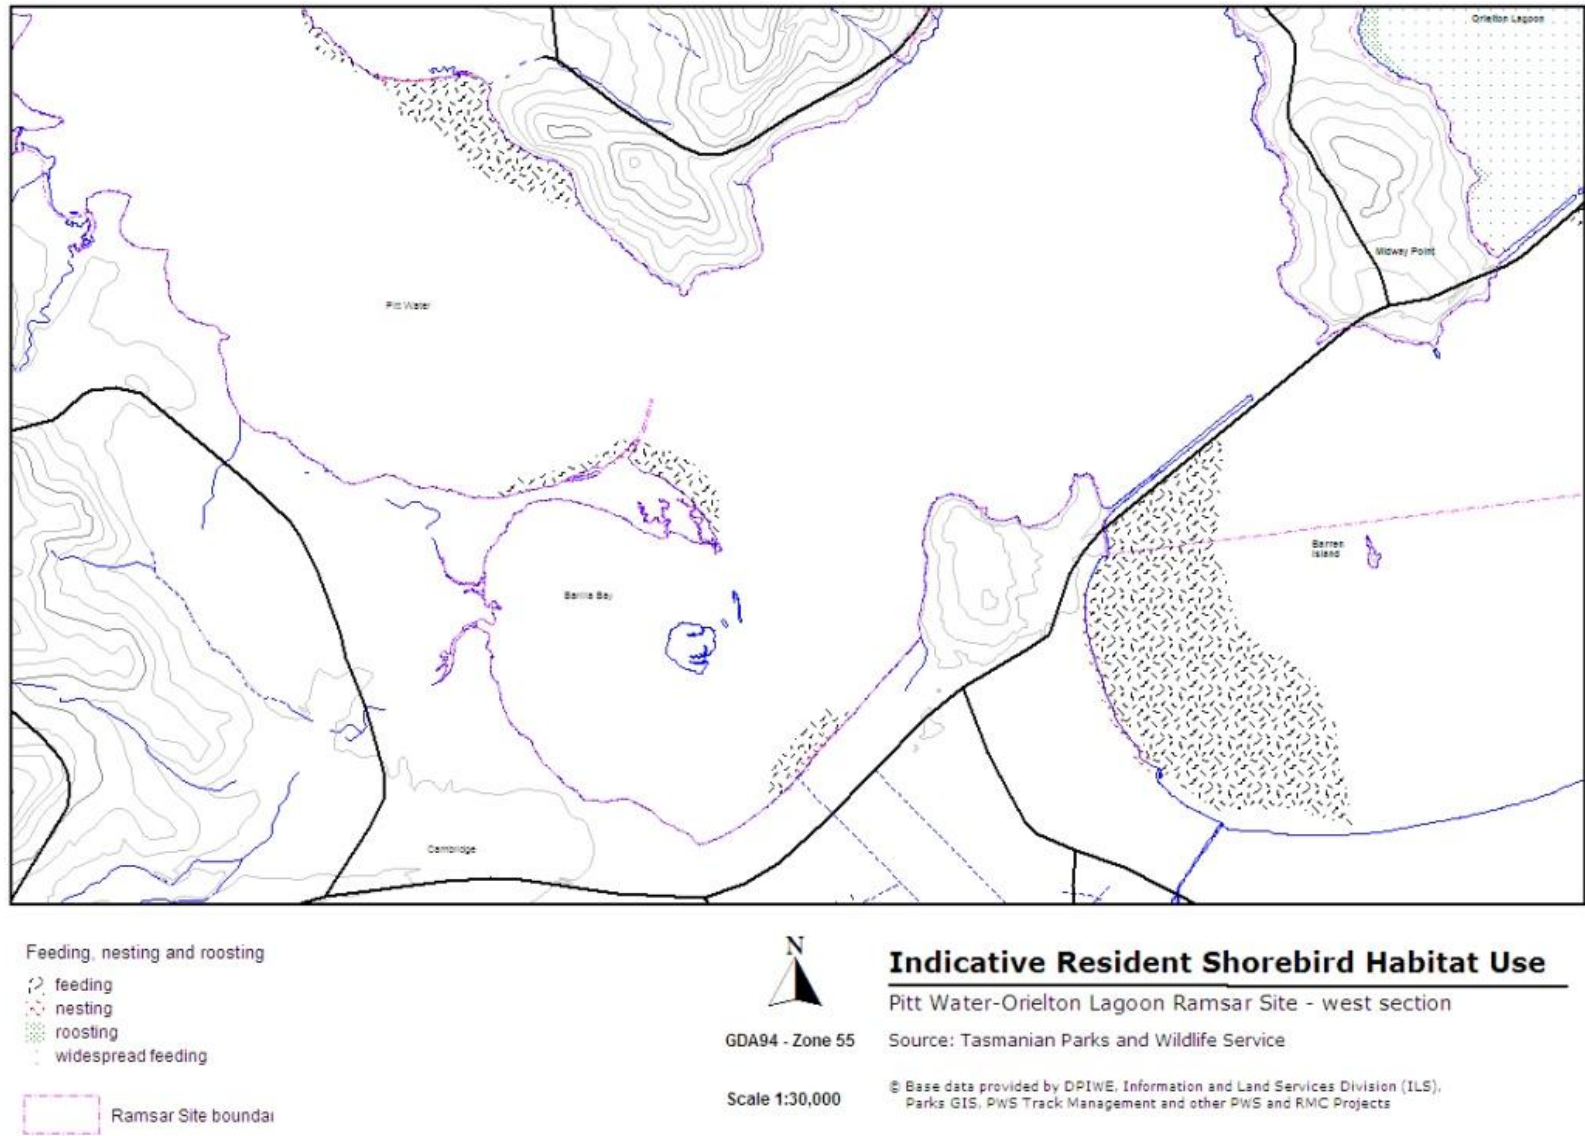 Orielton Lagoon
Midway Point
Pitt Water
Barren
Island
Barilla Bay
Cambridge
Feeding, nesting and roosting
feeding
nesting
roosting
widespread feeding
Ramsar Site boundar
N
GDA94 - Zone 55
Scale 1:30,000
Indicative Resident Shorebird Habitat Use
Pitt Water-Orielton Lagoon Ramsar Site - west section
Source: Tasmanian Parks and Wildlife Service
© Base data provided by DPIWE, Information and Land Services Division (ILS),
Parks GIS, PWS Track Management and other PWS and RMC Projects